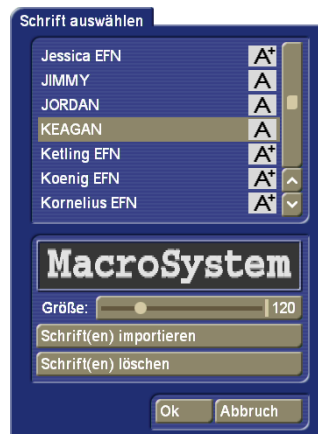 Schrift auswählen
Jessica EFN A+
JIMMY A
JORDAN A
KEAGAN A
Ketling EFN A+
Koenig EFN A+
Kornelius EFN A+
MacroSystem
Größe: 120
Schrift(en) importieren
Schrift(en) löschen
Ok Abbruch